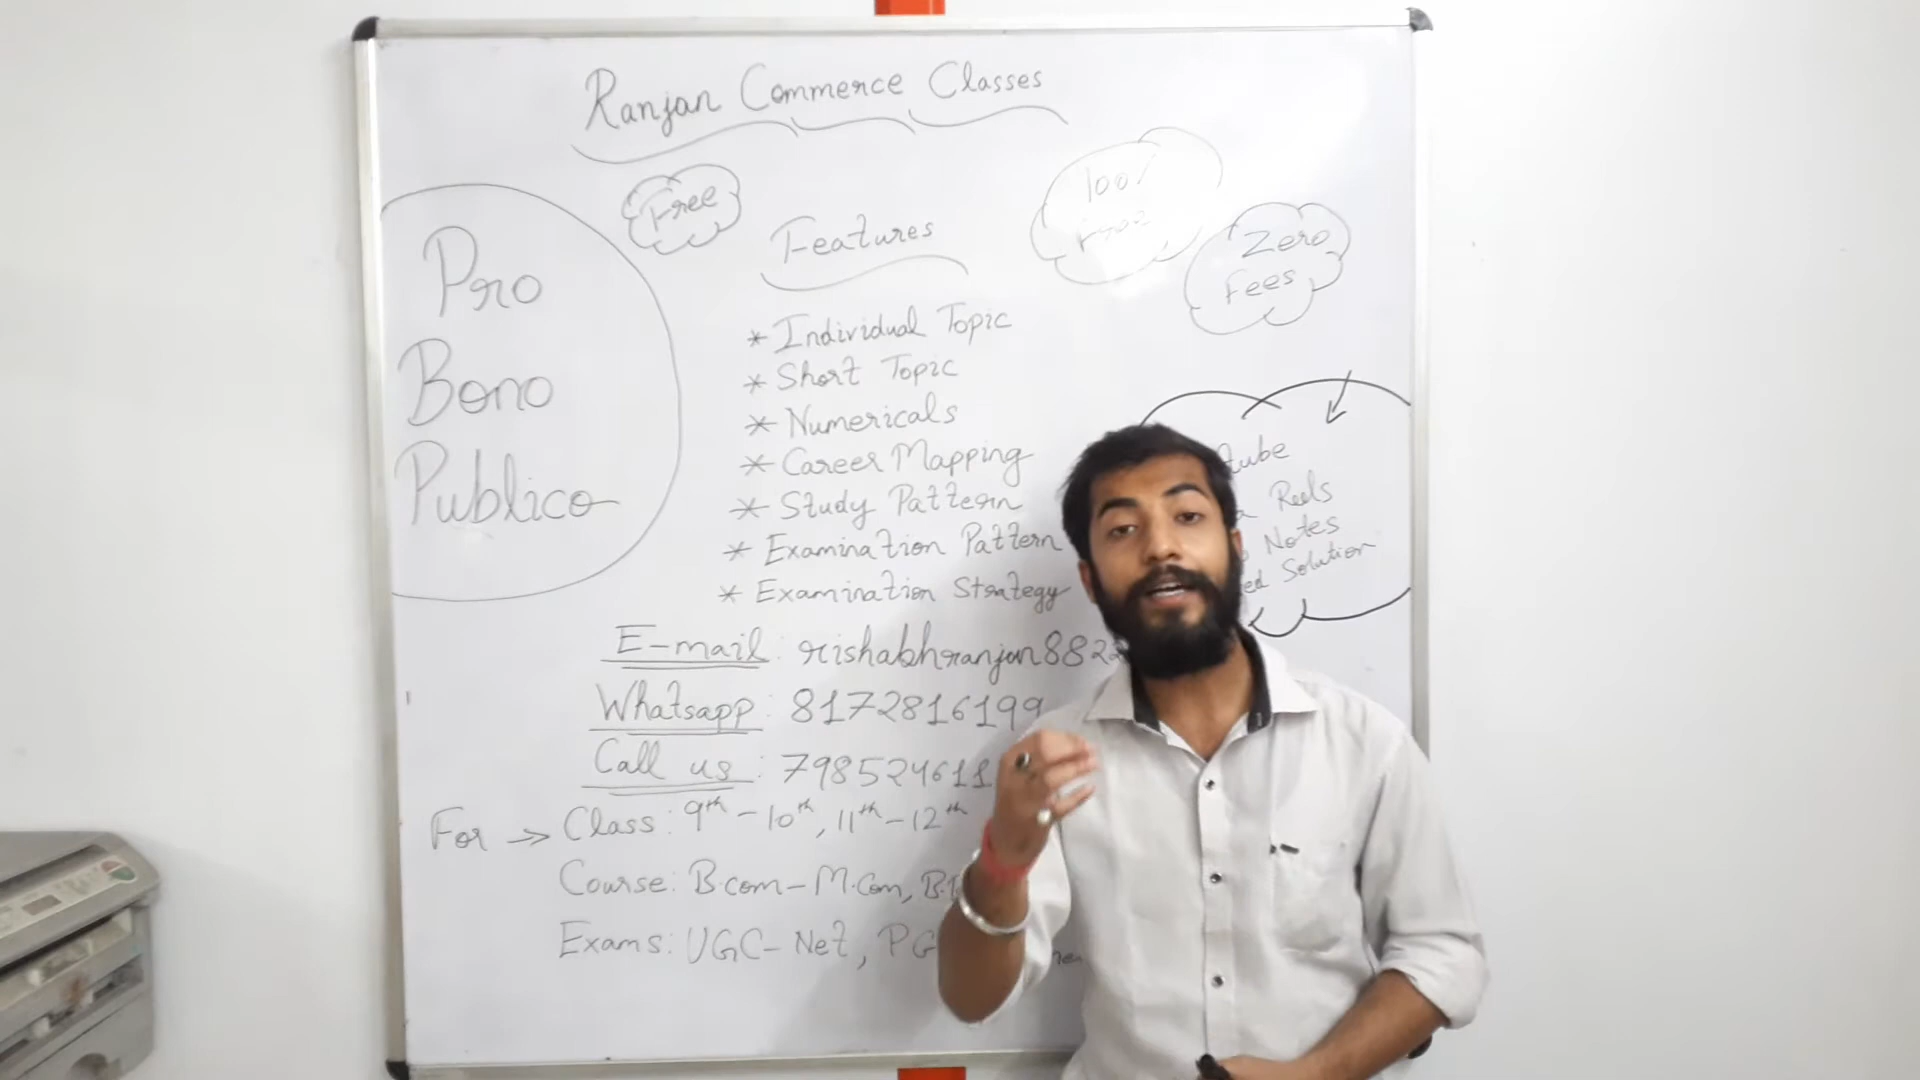 Ranjan Commerce Classes
Free
100%
Free
Zero
Fees
Pro
Bono
Publico
Features
* Individual Topic
* Short Topic
* Numericals
* Career Mapping
* Study Pattern
* Examination Pattern
* Examination Strategy
tube
Reels
Notes
ed Solution
E-mail: rishabhranjan882
Whatsapp: 8172816199
Call us: 798524611
For → Class: 9th - 10th, 11th - 12th
Course: B.com - M.Com, B.
Exams: UGC - Net, PG